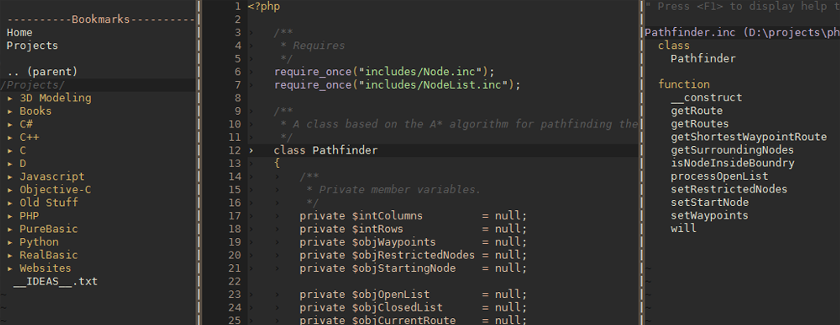 ----------Bookmarks----------
Home
Projects
.. (parent)
/Projects/
▸ 3D Modeling
▸ Books
▸ C#
▸ C++
▸ C
▸ D
▸ Javascript
▸ Objective-C
▸ Old Stuff
▸ PHP
▸ PureBasic
▸ Python
▸ RealBasic
▸ Websites
__IDEAS__.txt
1 <?php
2
3 /**
4 * Requires
5 */
6 require_once("includes/Node.inc");
7 require_once("includes/NodeList.inc");
8
9 /**
10 * A class based on the A* algorithm for pathfinding the
11 */
12 class Pathfinder
13 {
14 /**
15 * Private member variables.
16 */
17 private $intColumns = null;
18 private $intRows = null;
19 private $objWaypoints = null;
20 private $objRestrictedNodes = null;
21 private $objStartingNode = null;
22
23 private $objOpenList = null;
24 private $objClosedList = null;
25 private $objCurrentRoute = null;
" Press <F1> to display help t
Pathfinder.inc (D:\projects\ph
class
Pathfinder
function
__construct
getRoute
getRoutes
getShortestWaypointRoute
getSurroundingNodes
isNodeInsideBoundry
processOpenList
setRestrictedNodes
setStartNode
setWaypoints
will